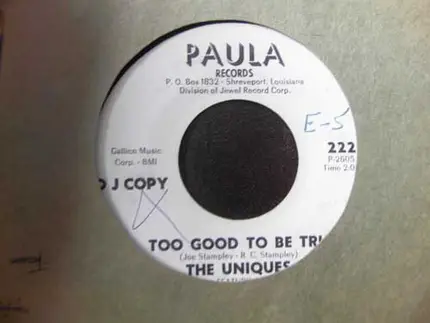 PAULA
RECORDS
P. O. Box 1832 - Shreveport, Louisiana
Division of Jewel Record Corp.
E-5
Gallico Music
Corp. - BMI
222
P-2605
Time 2.0
D J COPY
TOO GOOD TO BE TRU
(Joe Stampley - R. C. Stampley)
THE UNIQUES